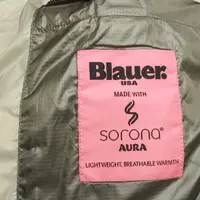 Blauer.
USA
MADE WITH
sorona®
AURA
LIGHTWEIGHT, BREATHABLE WARMTH